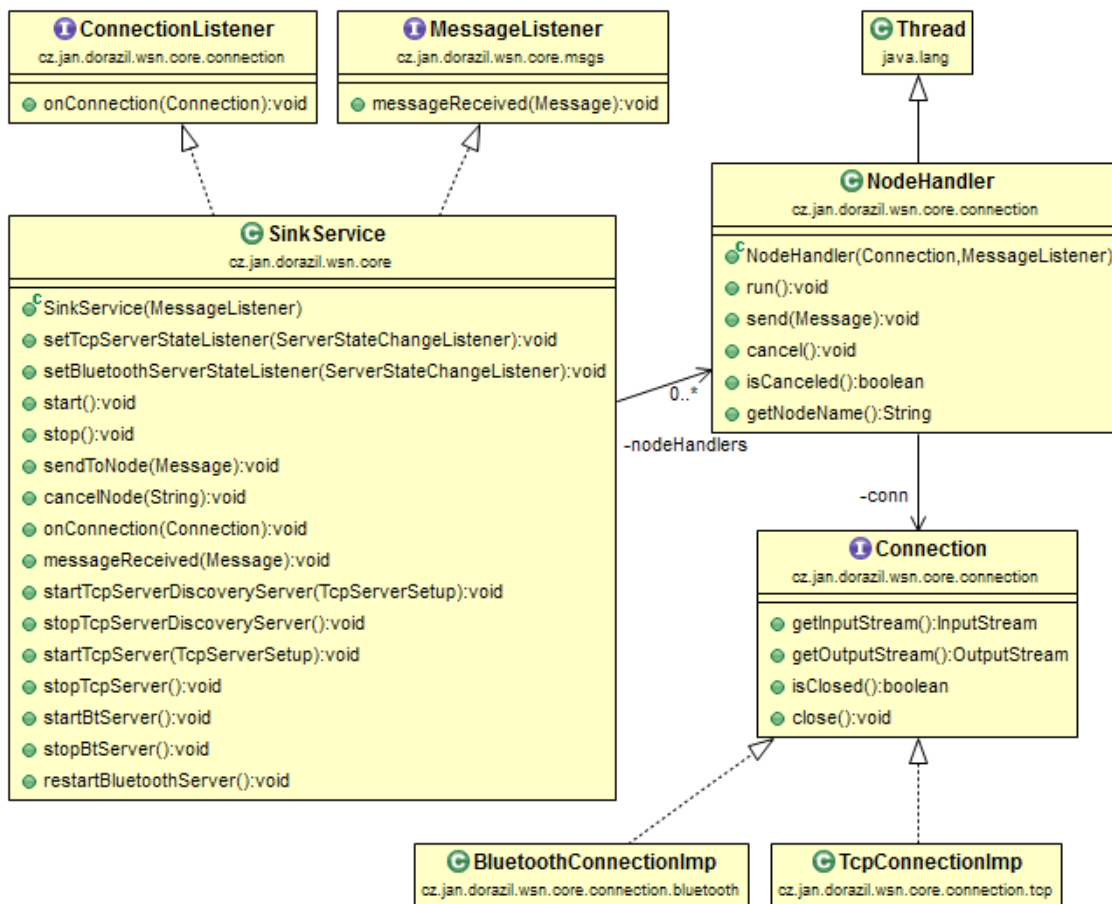 ConnectionListener
cz.jan.dorazil.wsn.core.connection
onConnection(Connection):void
MessageListener
cz.jan.dorazil.wsn.core.msgs
messageReceived(Message):void
Thread
java.lang
NodeHandler
cz.jan.dorazil.wsn.core.connection
NodeHandler(Connection,MessageListener)
run():void
send(Message):void
cancel():void
isCanceled():boolean
getNodeName():String
SinkService
cz.jan.dorazil.wsn.core
SinkService(MessageListener)
setTcpServerStateListener(ServerStateChangeListener):void
setBluetoothServerStateListener(ServerStateChangeListener):void
start():void
stop():void
sendToNode(Message):void
cancelNode(String):void
onConnection(Connection):void
messageReceived(Message):void
startTcpServerDiscoveryServer(TcpServerSetup):void
stopTcpServerDiscoveryServer():void
startTcpServer(TcpServerSetup):void
stopTcpServer():void
startBtServer():void
stopBtServer():void
restartBluetoothServer():void
0..*
-nodeHandlers
-conn
Connection
cz.jan.dorazil.wsn.core.connection
getInputStream():InputStream
getOutputStream():OutputStream
isClosed():boolean
close():void
BluetoothConnectionImp
cz.jan.dorazil.wsn.core.connection.bluetooth
TcpConnectionImp
cz.jan.dorazil.wsn.core.connection.tcp